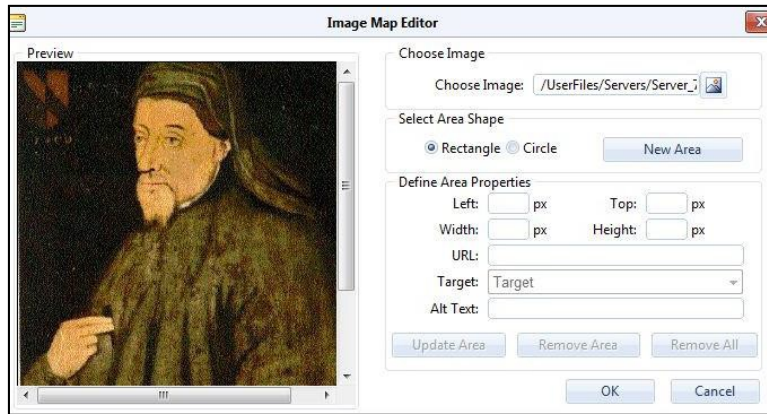 Image Map Editor
Preview
Choose Image
Choose Image: /UserFiles/Servers/Server_
Select Area Shape
Rectangle Circle New Area
Define Area Properties
Left: px Top: px
Width: px Height: px
URL:
Target: Target
Alt Text:
Update Area Remove Area Remove All
OK Cancel